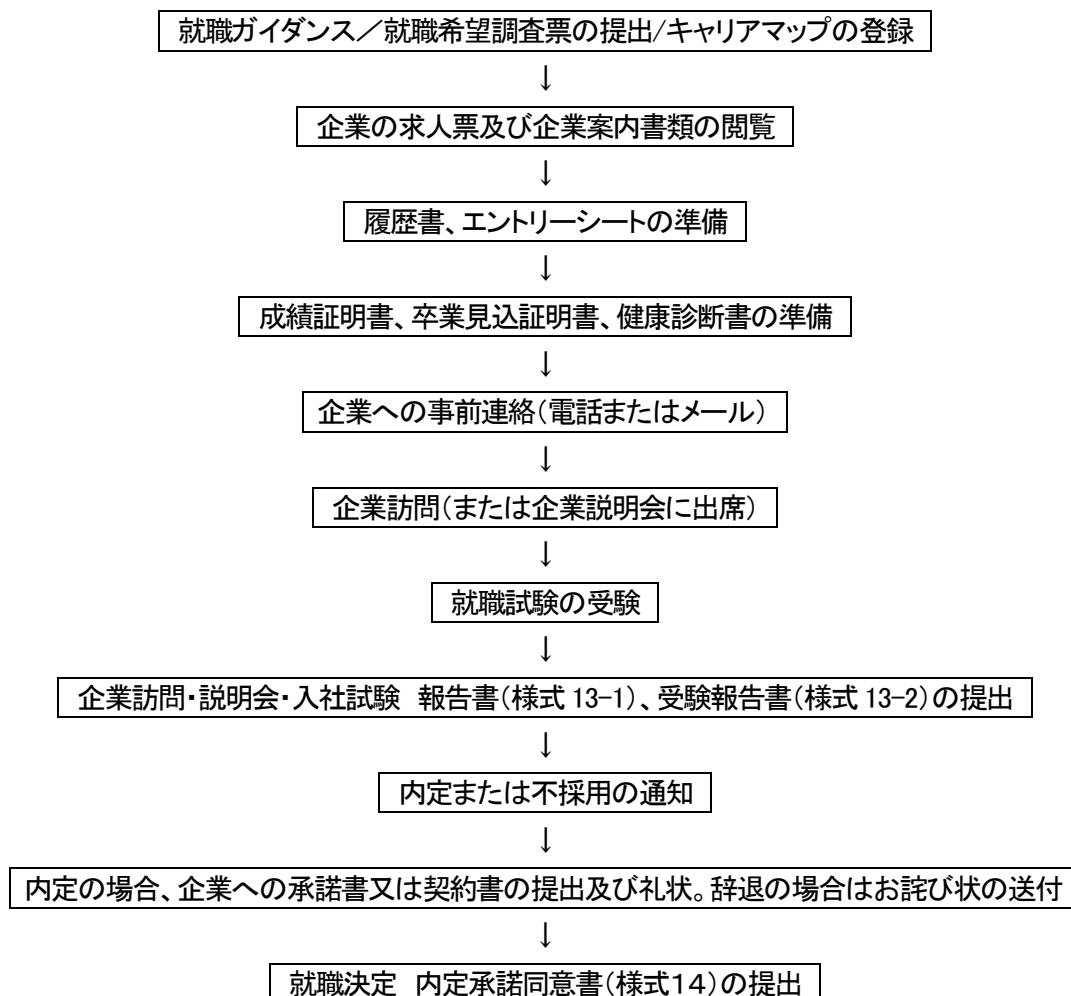 就職ガイダンス／就職希望調査票の提出/キャリアマップの登録
↓
企業の求人票及び企業案内書類の閲覧
↓
履歴書、エントリーシートの準備
↓
成績証明書、卒業見込証明書、健康診断書の準備
↓
企業への事前連絡（電話またはメール）
↓
企業訪問（または企業説明会に出席）
↓
就職試験の受験
↓
企業訪問・説明会・入社試験　報告書（様式 13-1）、受験報告書（様式 13-2）の提出
↓
内定または不採用の通知
↓
内定の場合、企業への承諾書又は契約書の提出及び礼状。辞退の場合はお詫び状の送付
↓
就職決定　内定承諾同意書（様式１４）の提出